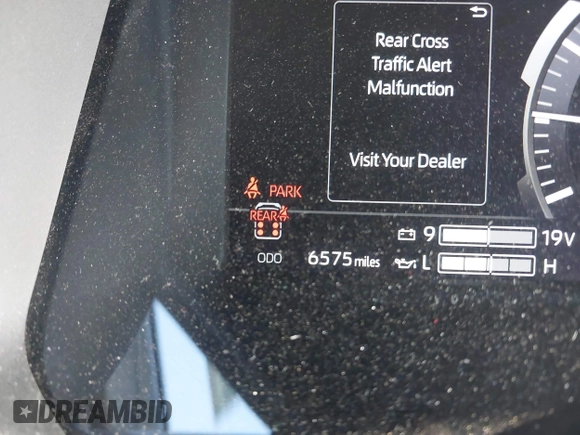 Rear Cross
Traffic Alert
Malfunction
Visit Your Dealer
PARK
REAR
9 19V
ODO 6575 miles L H
DREAMBID